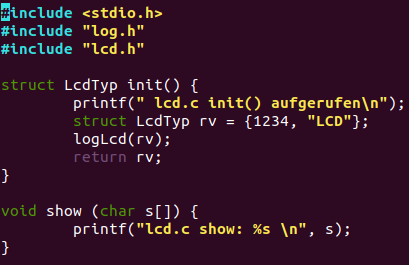 #include <stdio.h>
#include "log.h"
#include "lcd.h"

struct LcdTyp init() {
        printf(" lcd.c init() aufgerufen\n");
        struct LcdTyp rv = {1234, "LCD"};
        logLcd(rv);
        return rv;
}

void show (char s[]) {
        printf("lcd.c show: %s \n", s);
}